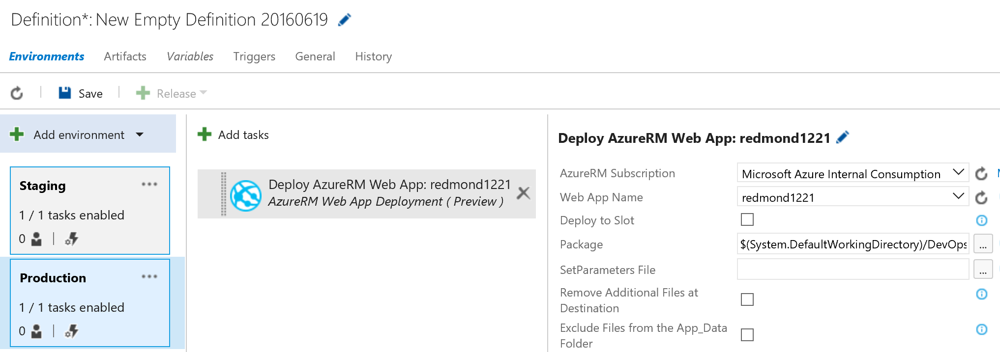 Definition*: New Empty Definition 20160619
Environments Artifacts Variables Triggers General History
Save Release
Add environment
Staging
1 / 1 tasks enabled
0
Production
1 / 1 tasks enabled
0
Add tasks
Deploy AzureRM Web App: redmond1221
AzureRM Web App Deployment ( Preview )
Deploy AzureRM Web App: redmond1221
AzureRM Subscription Microsoft Azure Internal Consumption
Web App Name redmond1221
Deploy to Slot
Package $(System.DefaultWorkingDirectory)/DevOps ...
SetParameters File ...
Remove Additional Files at
Destination
Exclude Files from the App_Data
Folder